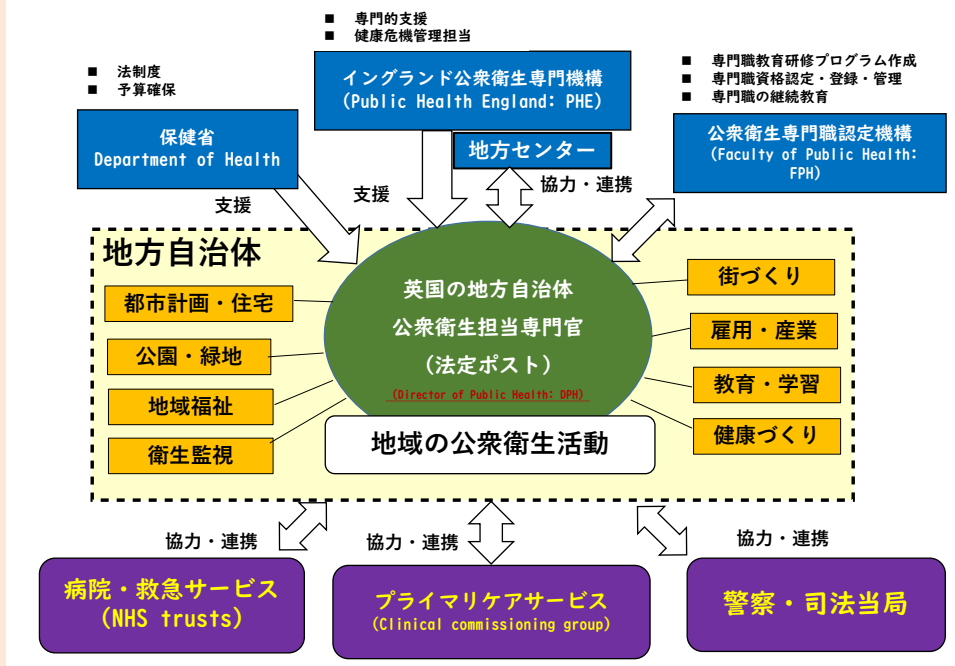 ■ 専門的支援
■ 健康危機管理担当
■ 法制度
■ 予算確保
■ 専門職教育研修プログラム作成
■ 専門職資格認定・登録・管理
■ 専門職の継続教育
イングランド公衆衛生専門機構
(Public Health England: PHE)
保健省
Department of Health
地方センター
公衆衛生専門職認定機構
(Faculty of Public Health:
FPH)
支援
支援
協力・連携
地方自治体
英国の地方自治体
公衆衛生担当専門官
(法定ポスト)
(Director of Public Health: DPH)
都市計画・住宅
公園・緑地
地域福祉
衛生監視
街づくり
雇用・産業
教育・学習
健康づくり
地域の公衆衛生活動
協力・連携
協力・連携
協力・連携
病院・救急サービス
(NHS trusts)
プライマリケアサービス
(Clinical commissioning group)
警察・司法当局